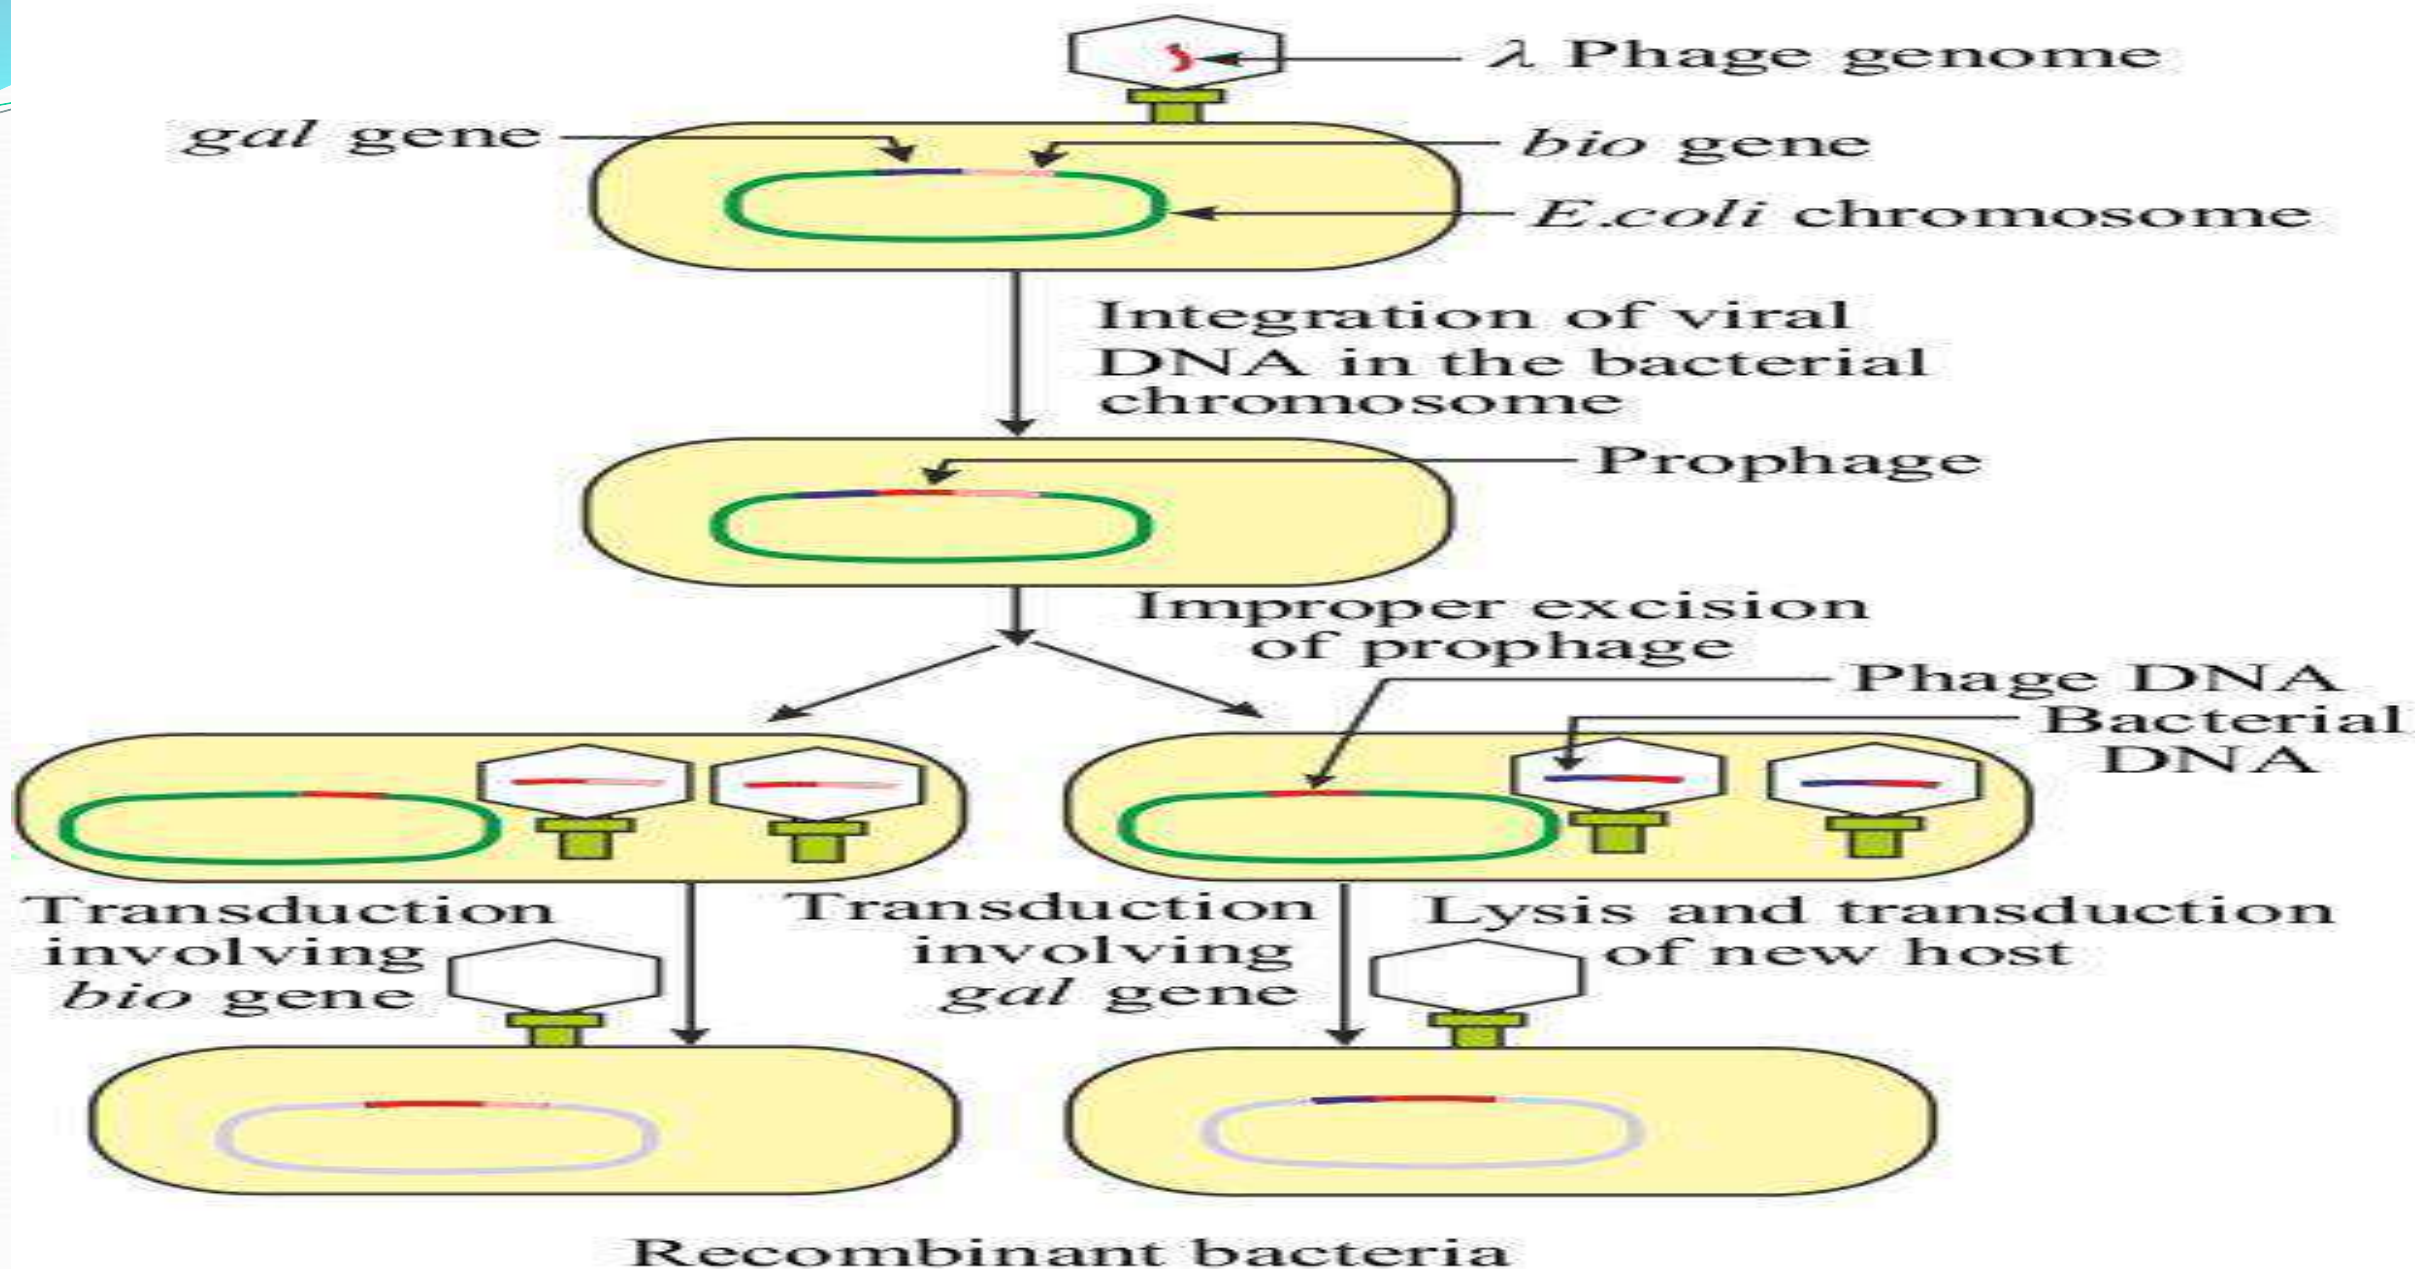 λ Phage genome
gal gene
bio gene
E.coli chromosome
Integration of viral
DNA in the bacterial
chromosome
Prophage
Improper excision
of prophage
Phage DNA
Bacterial
DNA
Transduction
involving
bio gene
Transduction
involving
gal gene
Lysis and transduction
of new host
Recombinant bacteria